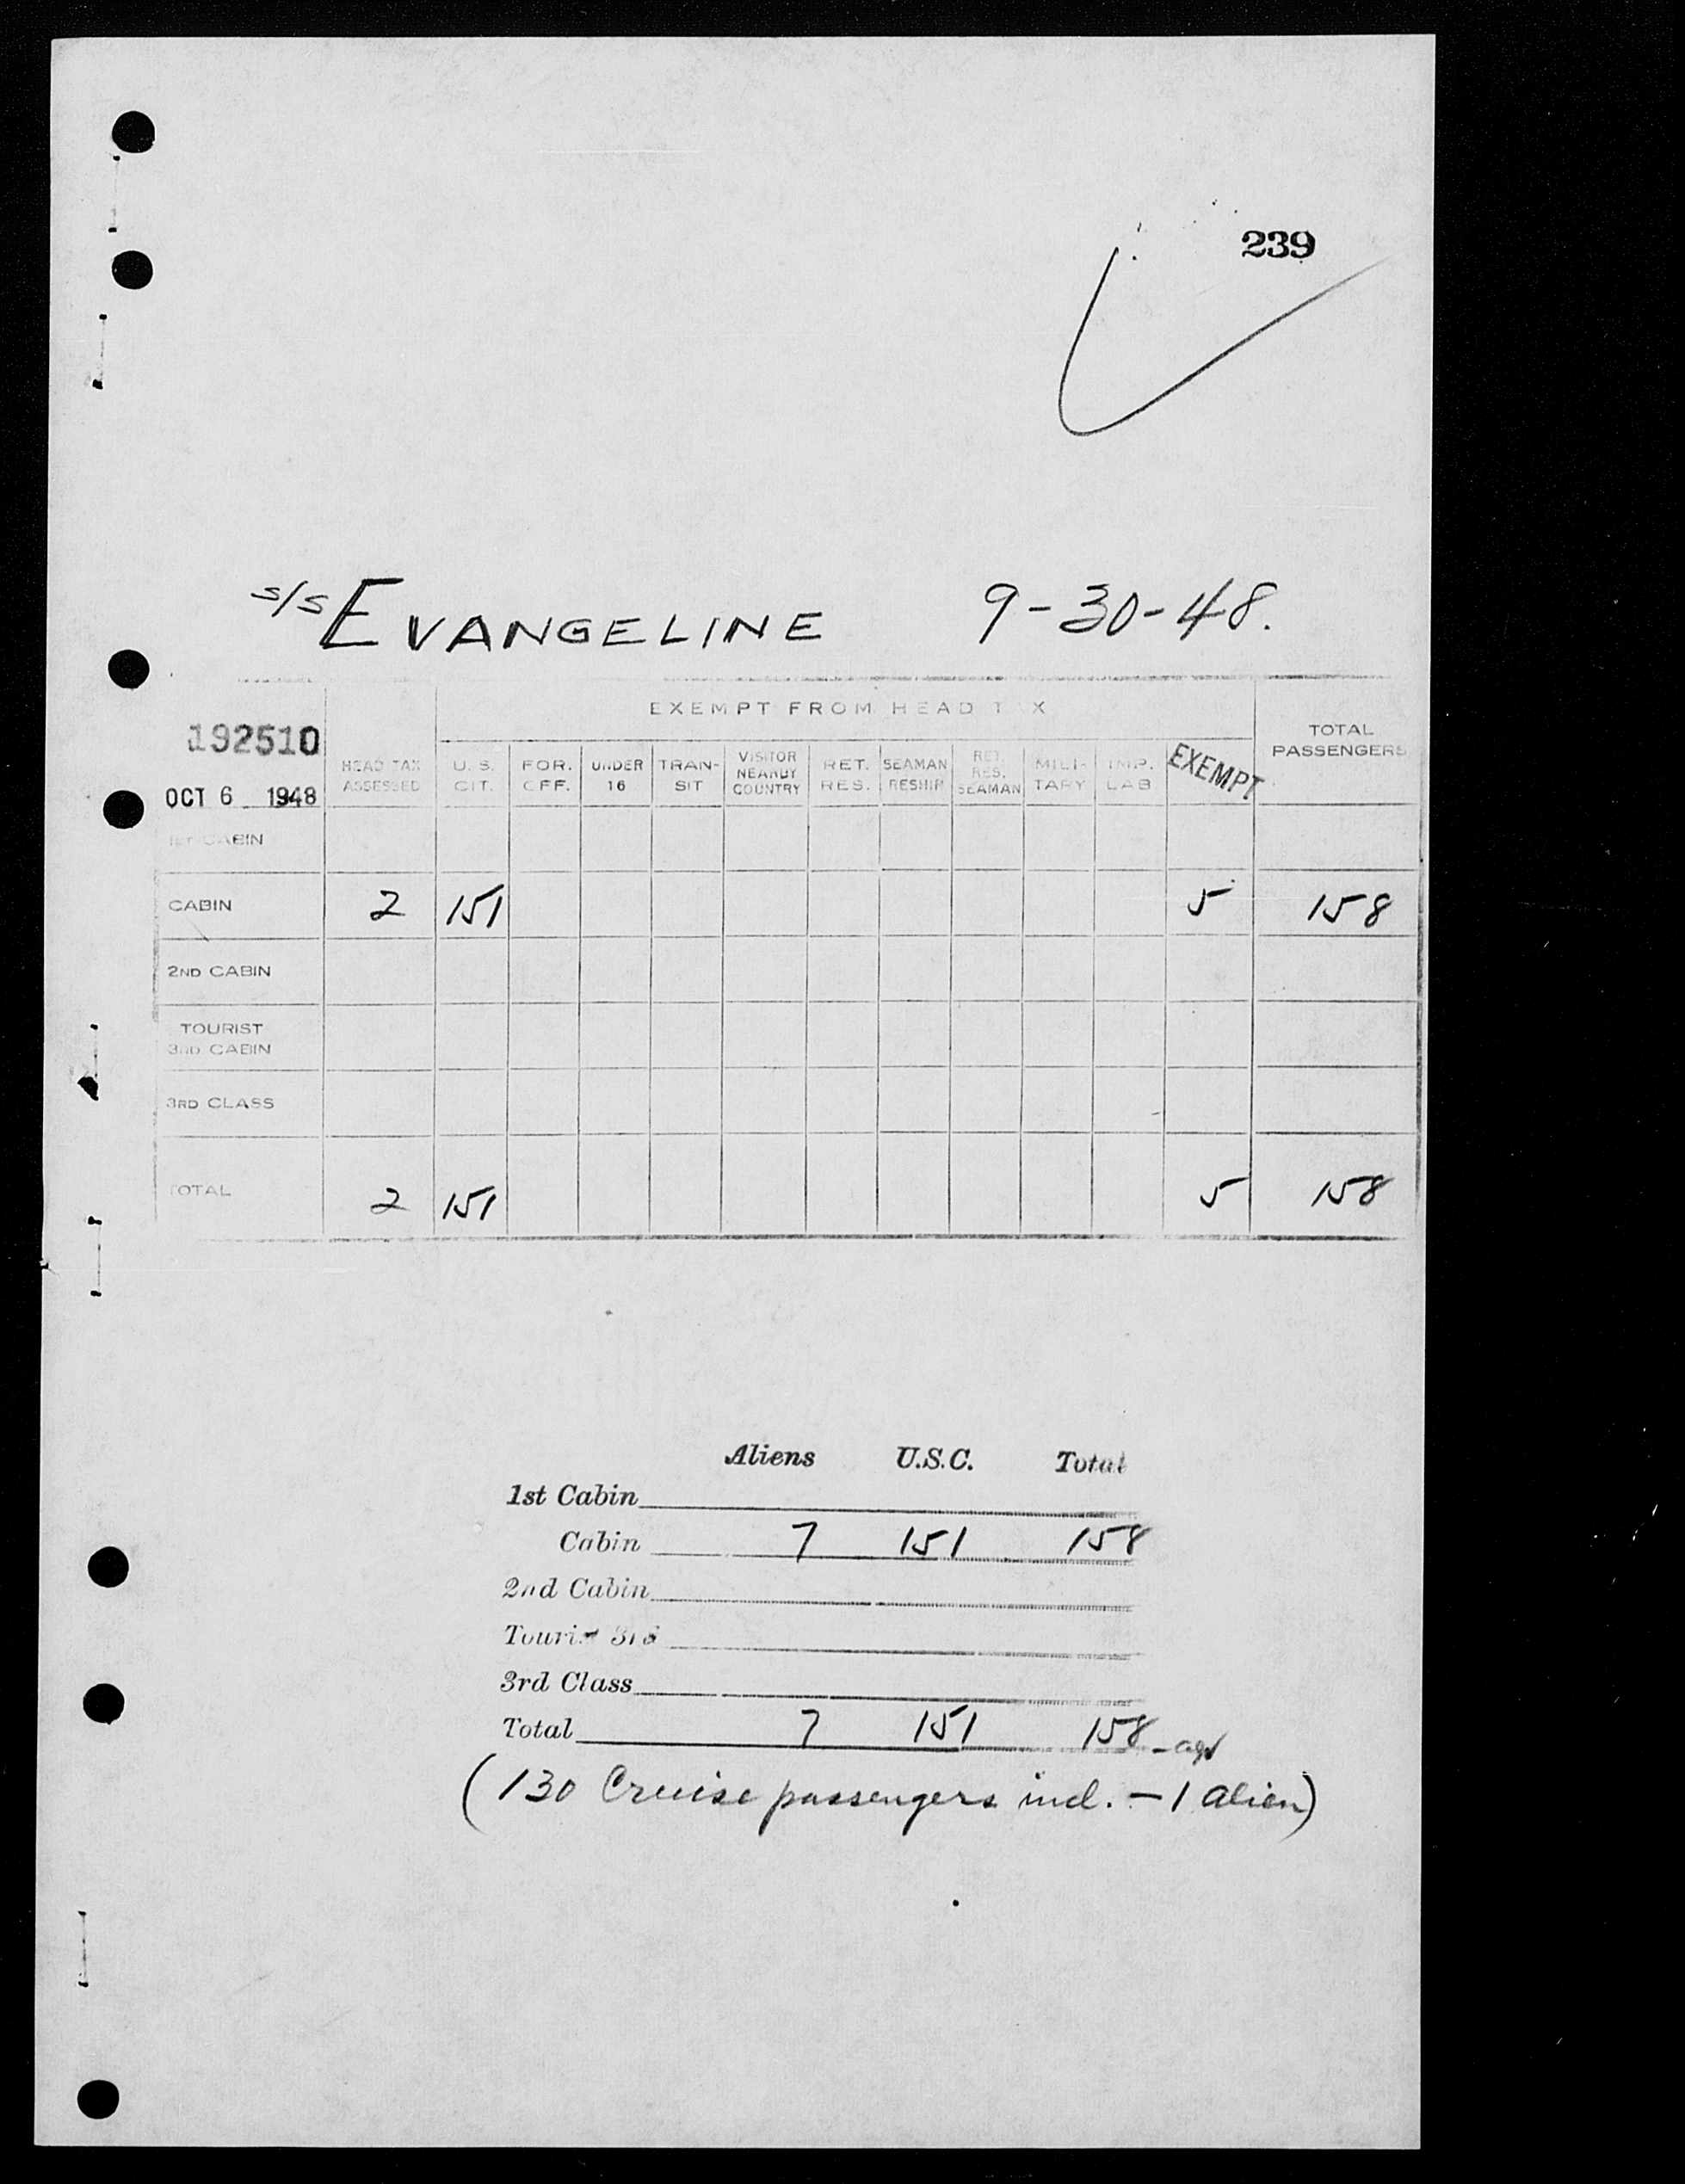 239
s/s EVANGELINE 9-30-48.
EXEMPT FROM HEAD T X
192510
OCT 6 1948
HEAD TAX ASSESSED
U. S. CIT.
FOR. OFF.
UNDER 16
TRAN- SIT
VISITOR NEARBY COUNTRY
RET. RES.
SEAMAN RESHIP
RET. RES. SEAMAN
MILI- TARY
IMP. LAB
EXEMPT
TOTAL PASSENGERS
1ST CABIN
CABIN 2 151 5 158
2ND CABIN
TOURIST
3RD CABIN
3RD CLASS
TOTAL 2 151 5 158
Aliens U.S.C. Total
1st Cabin
Cabin 7 151 158
2nd Cabin
Tourist 3rd
3rd Class
Total 7 151 158
(130 Cruise passengers incl. - 1 alien)